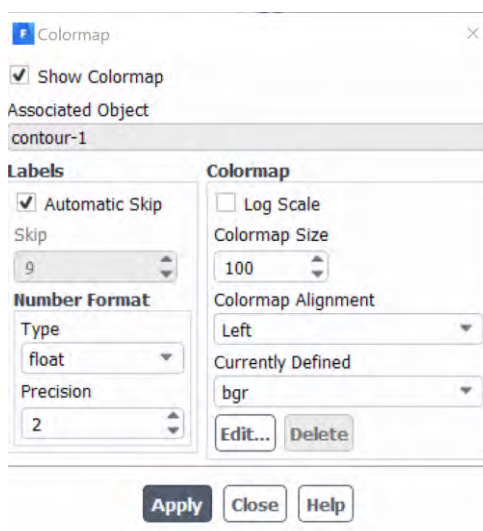 F Colormap
Show Colormap
Associated Object
contour-1
Labels
Automatic Skip
Skip
9
Number Format
Type
float
Precision
2
Colormap
Log Scale
Colormap Size
100
Colormap Alignment
Left
Currently Defined
bgr
Edit... Delete
Apply Close Help